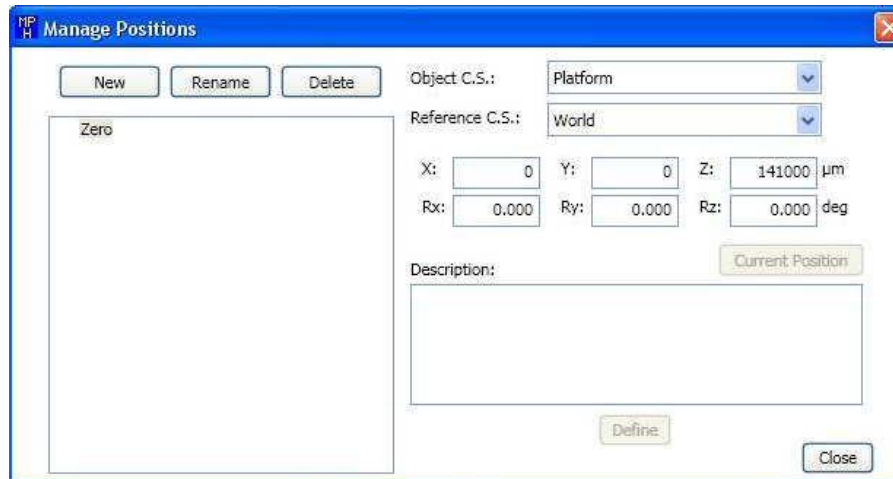 MP
H
Manage Positions
New Rename Delete
Zero
Object C.S.: Platform
Reference C.S.: World
X: 0 Y: 0 Z: 141000 µm
Rx: 0.000 Ry: 0.000 Rz: 0.000 deg
Current Position
Description:
Define
Close